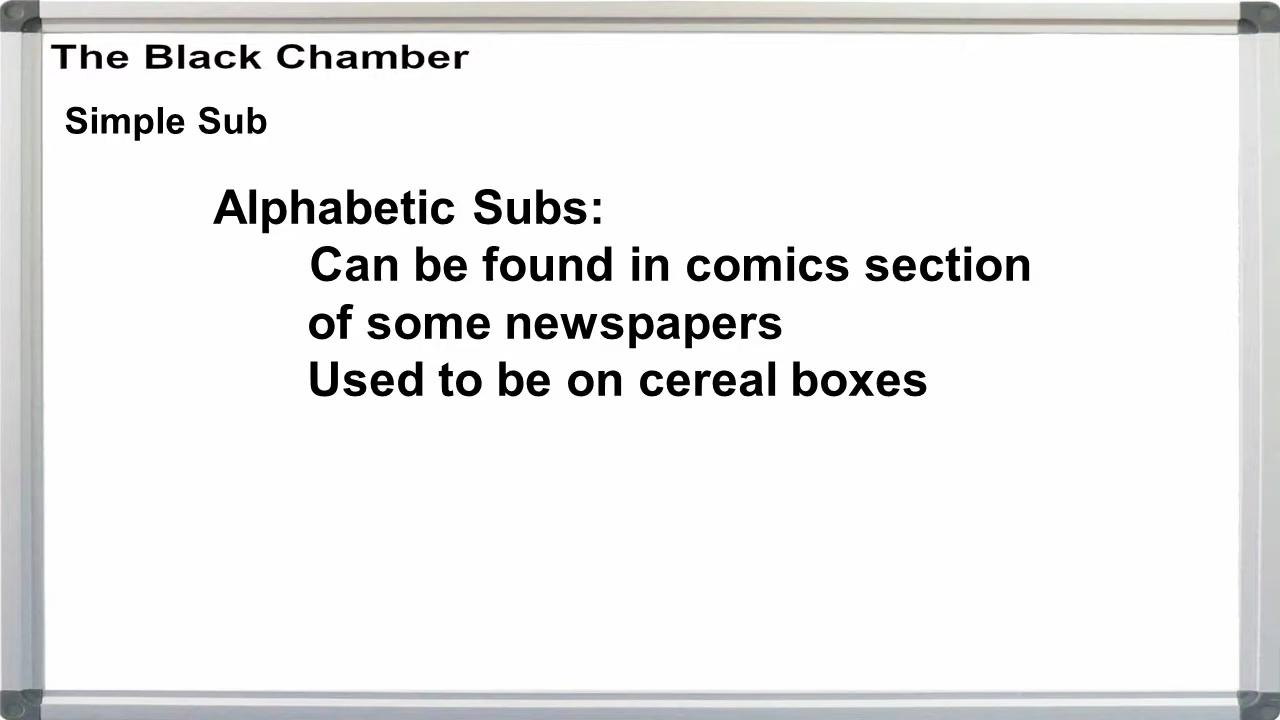 The Black Chamber
Simple Sub
Alphabetic Subs:
Can be found in comics section
of some newspapers
Used to be on cereal boxes